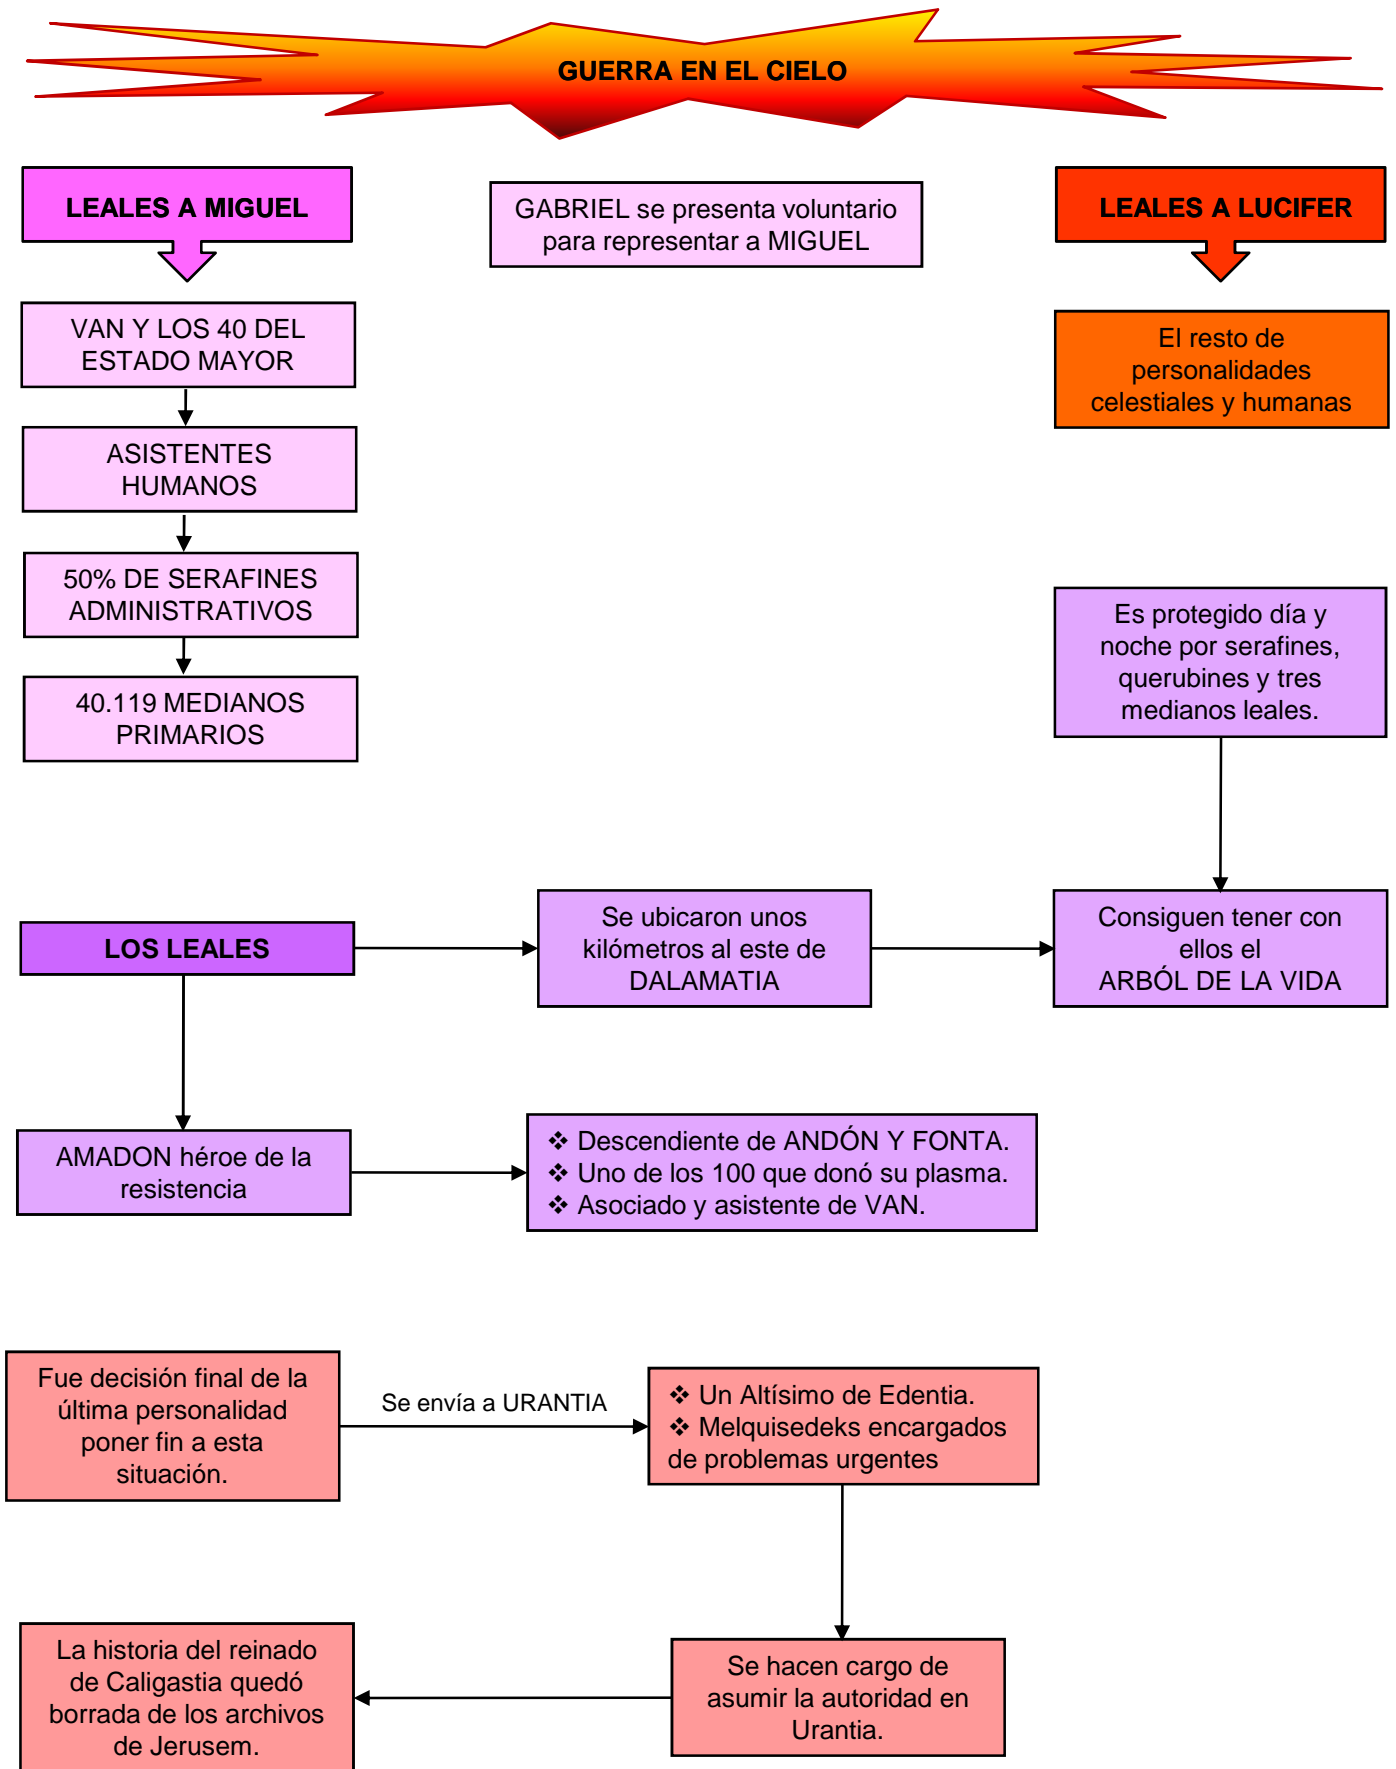 GUERRA EN EL CIELO
LEALES A MIGUEL
GABRIEL se presenta voluntario
para representar a MIGUEL
LEALES A LUCIFER
VAN Y LOS 40 DEL
ESTADO MAYOR
El resto de
personalidades
celestiales y humanas
ASISTENTES
HUMANOS
50% DE SERAFINES
ADMINISTRATIVOS
40.119 MEDIANOS
PRIMARIOS
Es protegido día y
noche por serafines,
querubines y tres
medianos leales.
LOS LEALES
Se ubicaron unos
kilómetros al este de
DALAMATIA
Consiguen tener con
ellos el
ARBÓL DE LA VIDA
AMADON héroe de la
resistencia
❖ Descendiente de ANDÓN Y FONTA.
❖ Uno de los 100 que donó su plasma.
❖ Asociado y asistente de VAN.
Fue decisión final de la
última personalidad
poner fin a esta
situación.
Se envía a URANTIA
❖ Un Altísimo de Edentia.
❖ Melquisedeks encargados
de problemas urgentes
Se hacen cargo de
asumir la autoridad en
Urantia.
La historia del reinado
de Caligastia quedó
borrada de los archivos
de Jerusem.